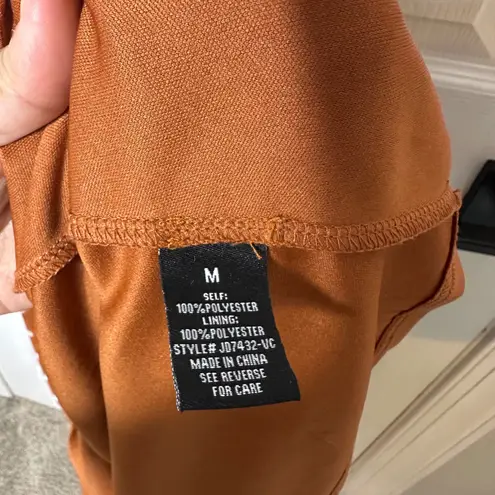 M
SELF:
100%POLYESTER
LINING:
100%POLYESTER
STYLE# JD7432-VC
MADE IN CHINA
SEE REVERSE
FOR CARE